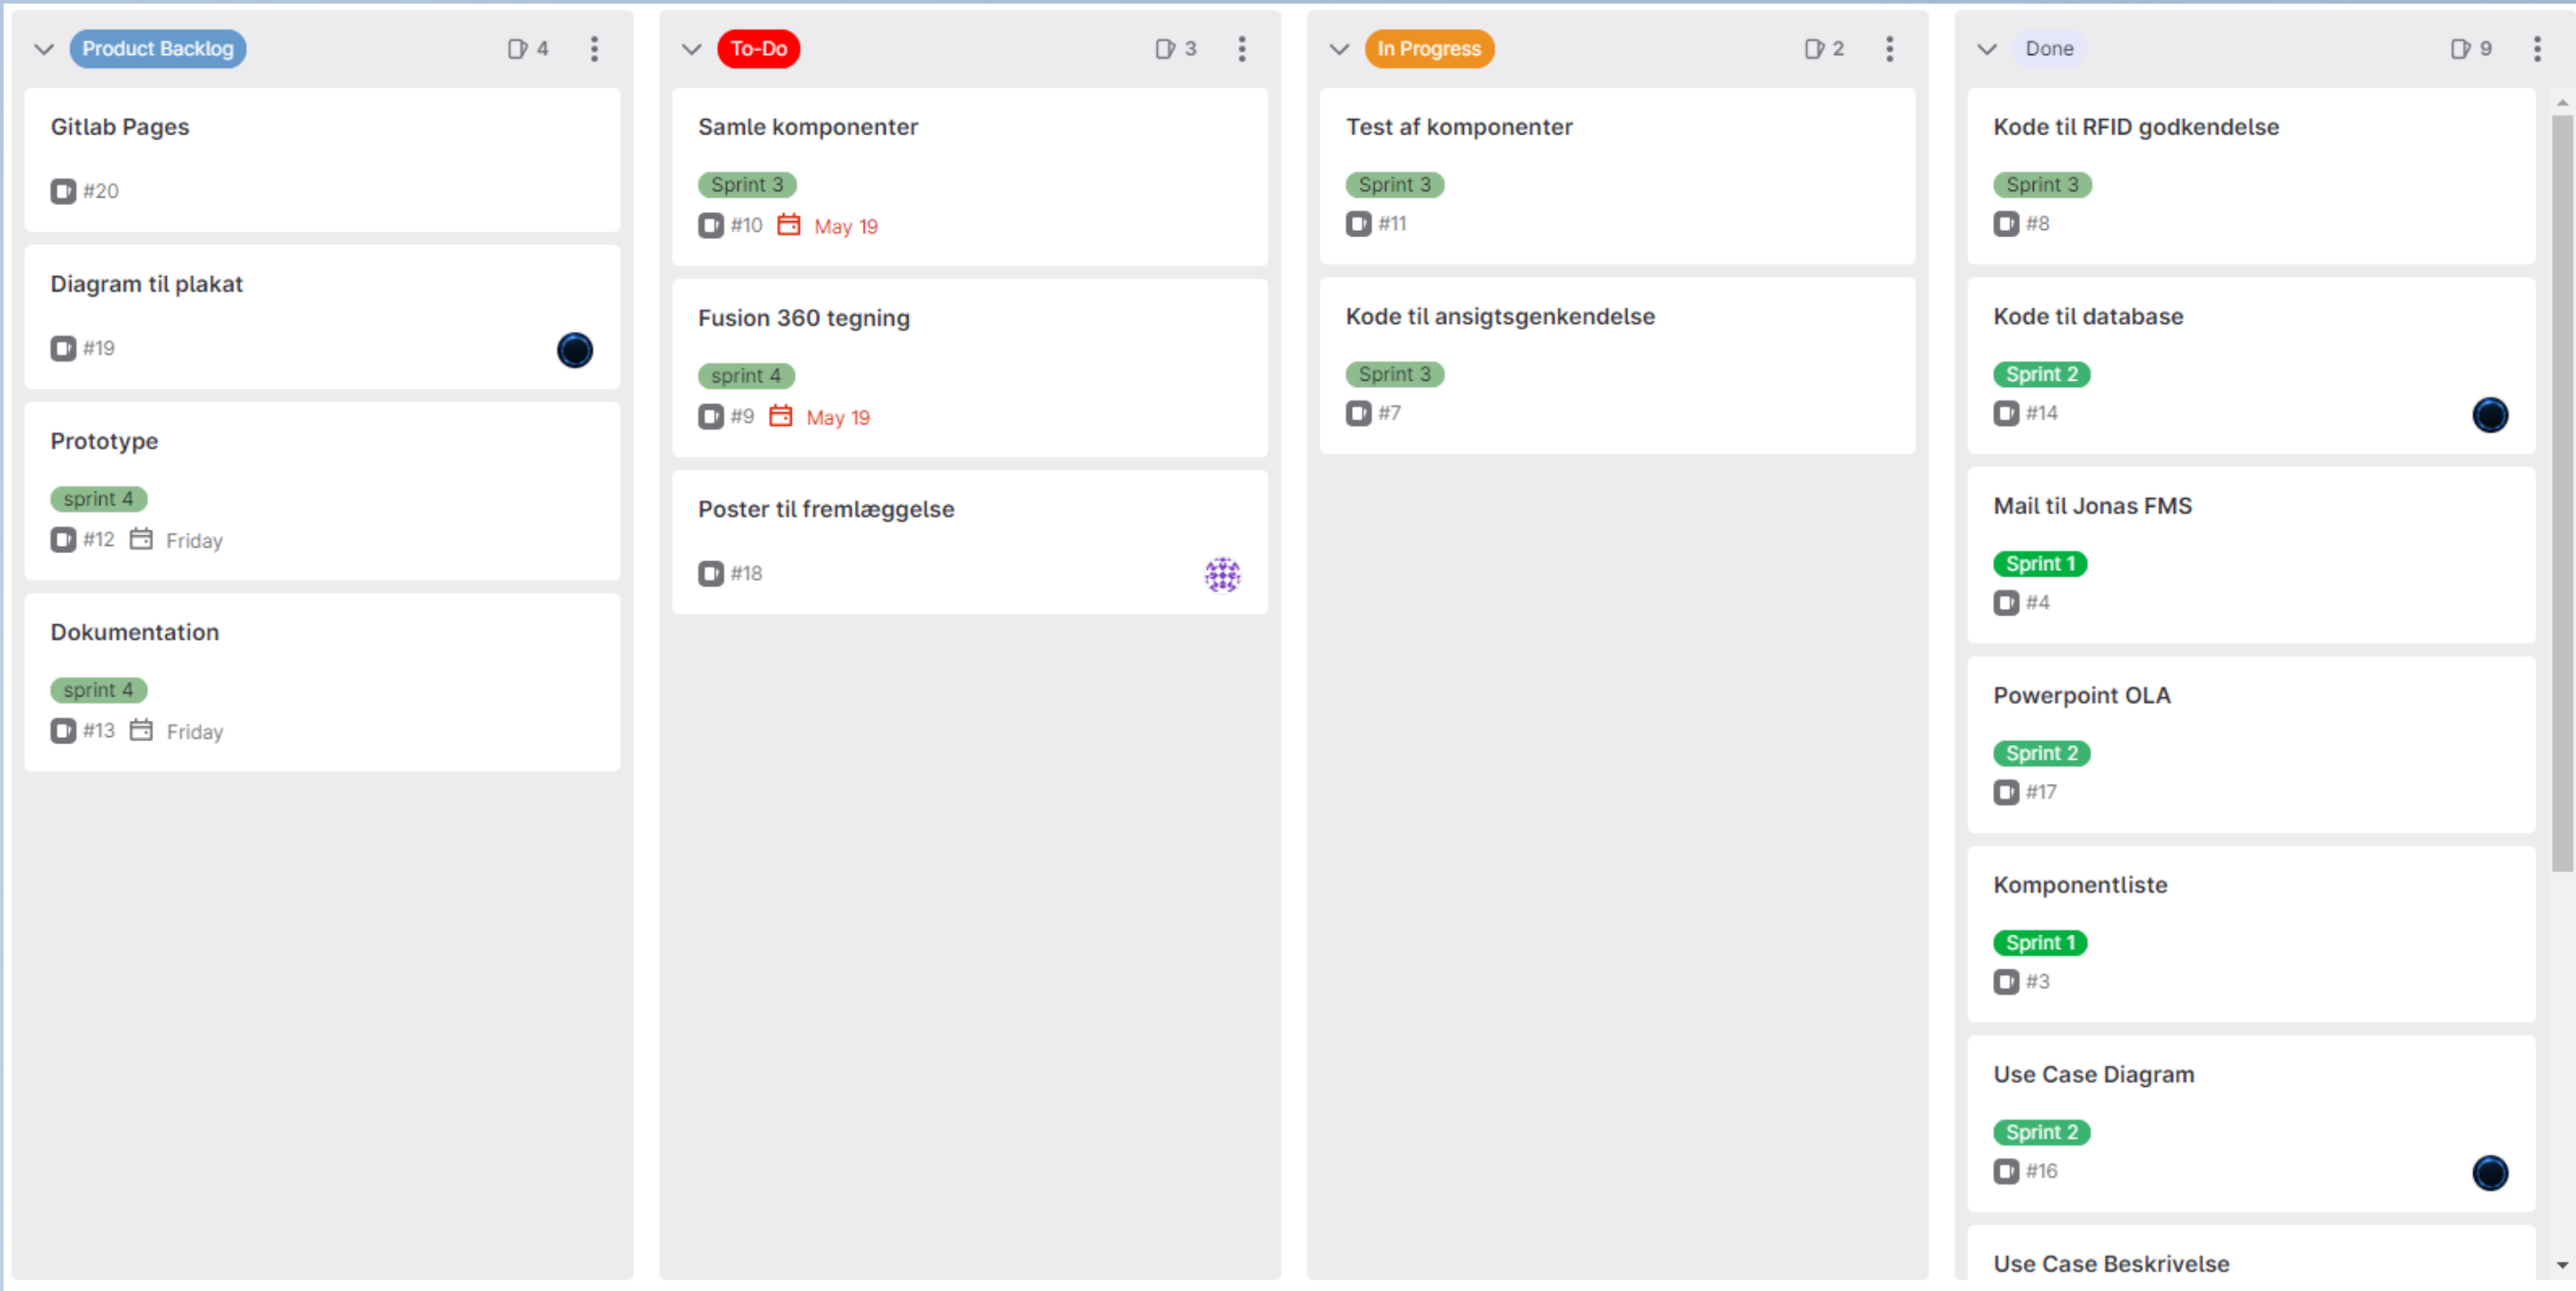 Product Backlog 4
Gitlab Pages
#20
Diagram til plakat
#19
Prototype
sprint 4
#12 Friday
Dokumentation
sprint 4
#13 Friday
To-Do 3
Samle komponenter
Sprint 3
#10 May 19
Fusion 360 tegning
sprint 4
#9 May 19
Poster til fremlæggelse
#18
In Progress 2
Test af komponenter
Sprint 3
#11
Kode til ansigtsgenkendelse
Sprint 3
#7
Done 9
Kode til RFID godkendelse
Sprint 3
#8
Kode til database
Sprint 2
#14
Mail til Jonas FMS
Sprint 1
#4
Powerpoint OLA
Sprint 2
#17
Komponentliste
Sprint 1
#3
Use Case Diagram
Sprint 2
#16
Use Case Beskrivelse